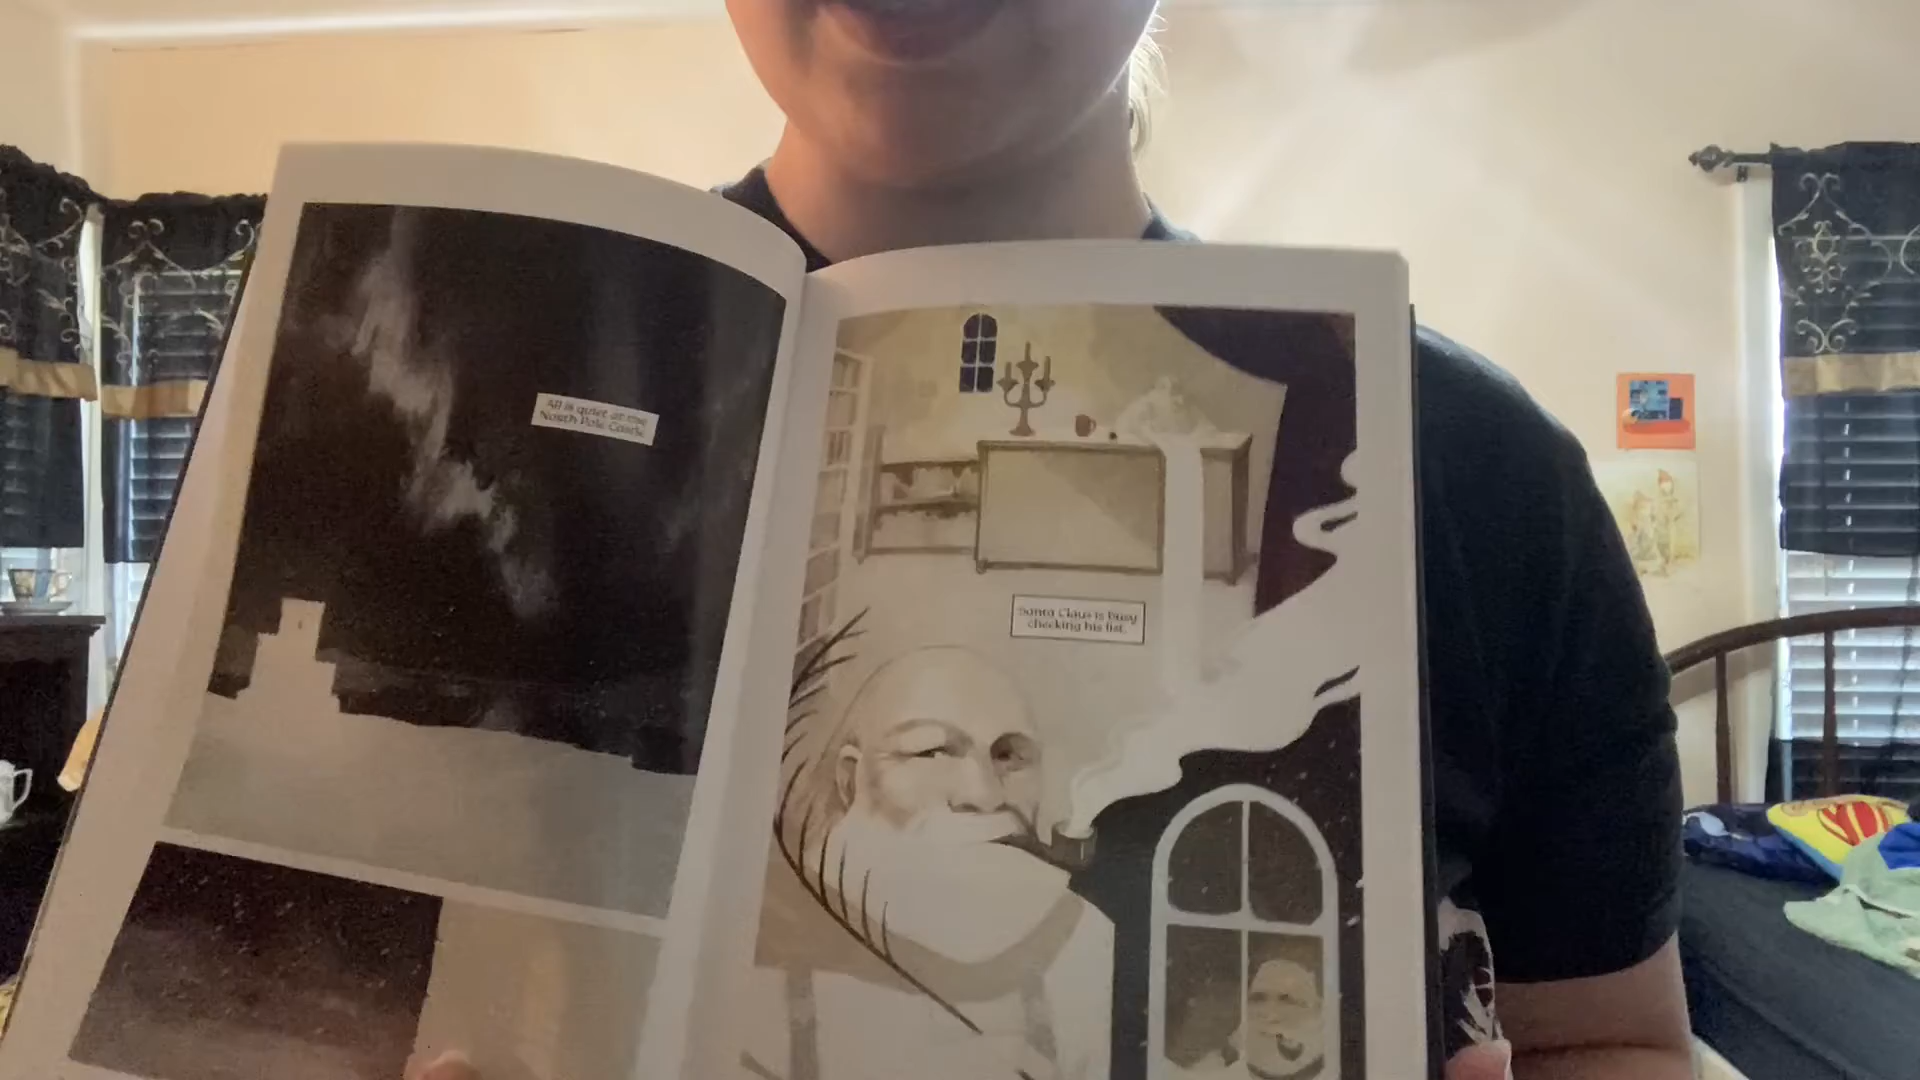 All is quiet at the
North Pole Castle.
Santa Claus is busy
checking his list.